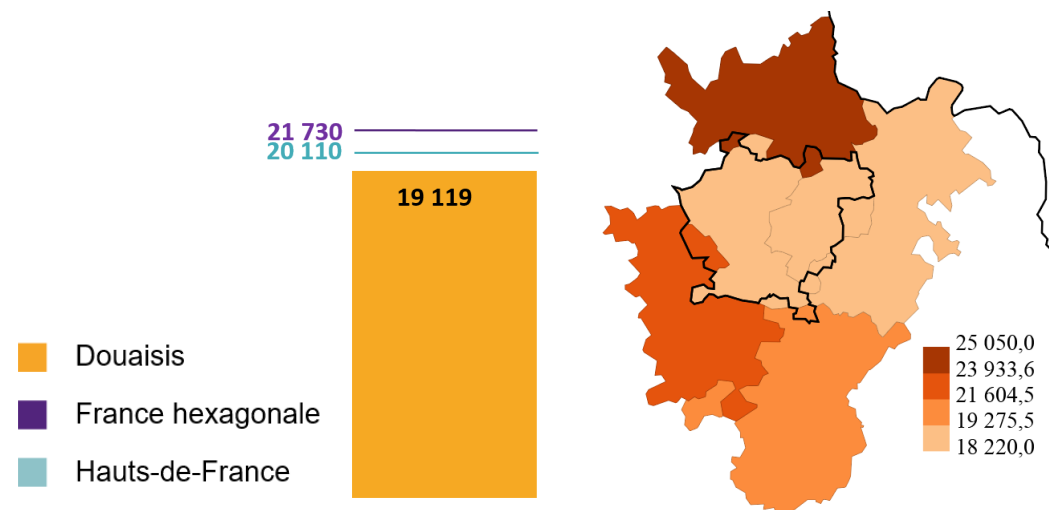 21 730
20 110
19 119
Douaisis
France hexagonale
Hauts-de-France
25 050,0
23 933,6
21 604,5
19 275,5
18 220,0